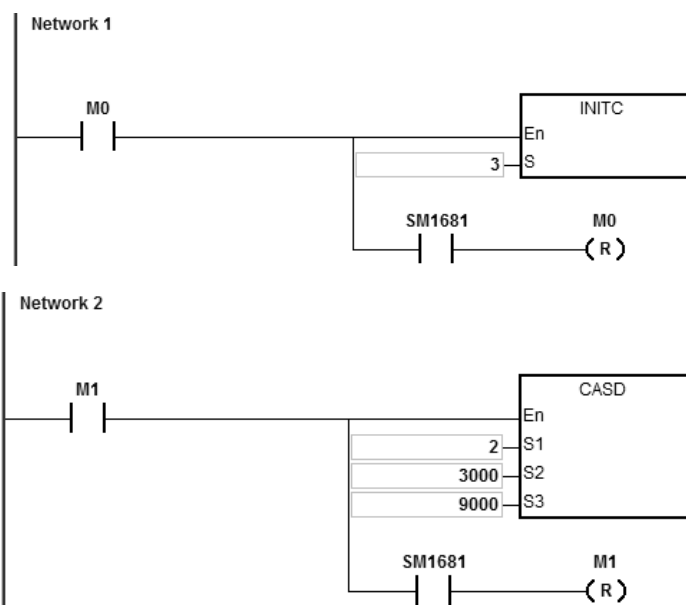 Network 1
M0
INITC
En
3 S
SM1681 M0
( R )
Network 2
M1
CASD
En
2 S1
3000 S2
9000 S3
SM1681 M1
( R )